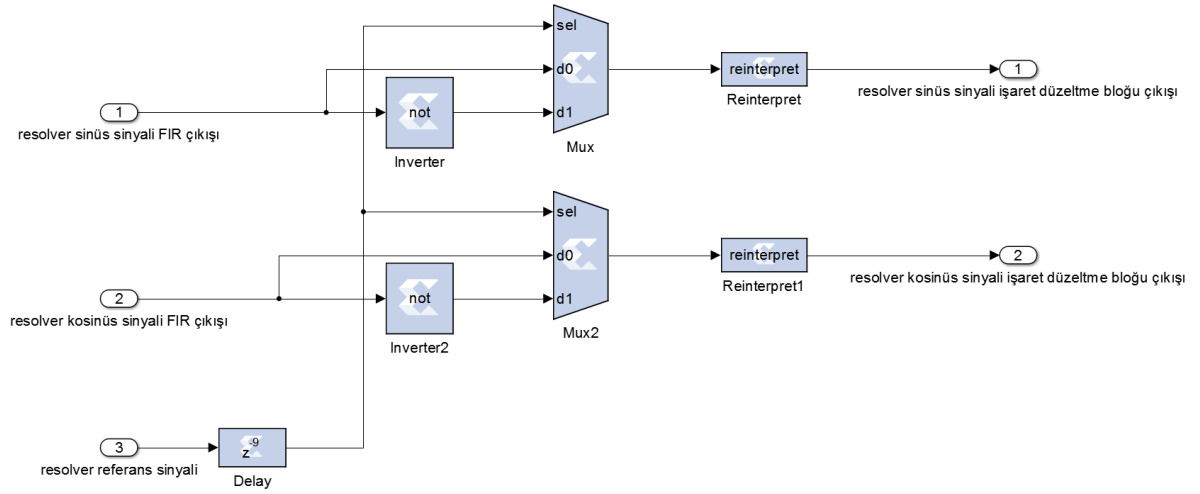 sel
d0
d1
Mux
1
resolver sinüs sinyali FIR çıkışı
not
Inverter
reinterpret
Reinterpret
1
resolver sinüs sinyali işaret düzeltme bloğu çıkışı
sel
d0
d1
Mux2
2
resolver kosinüs sinyali FIR çıkışı
not
Inverter2
reinterpret
Reinterpret1
2
resolver kosinüs sinyali işaret düzeltme bloğu çıkışı
3
resolver referans sinyali
z-9
Delay